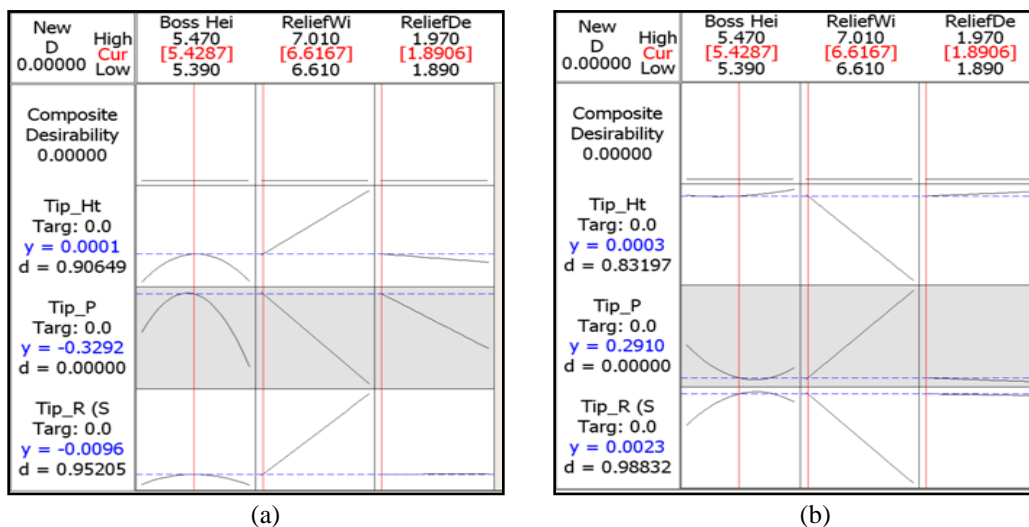 New
D
0.00000
High
Cur
Low
Boss Hei
5.470
[5.4287]
5.390
ReliefWi
7.010
[6.6167]
6.610
ReliefDe
1.970
[1.8906]
1.890
Composite
Desirability
0.00000
Tip_Ht
Targ: 0.0
y = 0.0001
d = 0.90649
Tip_P
Targ: 0.0
y = -0.3292
d = 0.00000
Tip_R (S
Targ: 0.0
y = -0.0096
d = 0.95205
(a)
New
D
0.00000
High
Cur
Low
Boss Hei
5.470
[5.4287]
5.390
ReliefWi
7.010
[6.6167]
6.610
ReliefDe
1.970
[1.8906]
1.890
Composite
Desirability
0.00000
Tip_Ht
Targ: 0.0
y = 0.0003
d = 0.83197
Tip_P
Targ: 0.0
y = 0.2910
d = 0.00000
Tip_R (S
Targ: 0.0
y = 0.0023
d = 0.98832
(b)